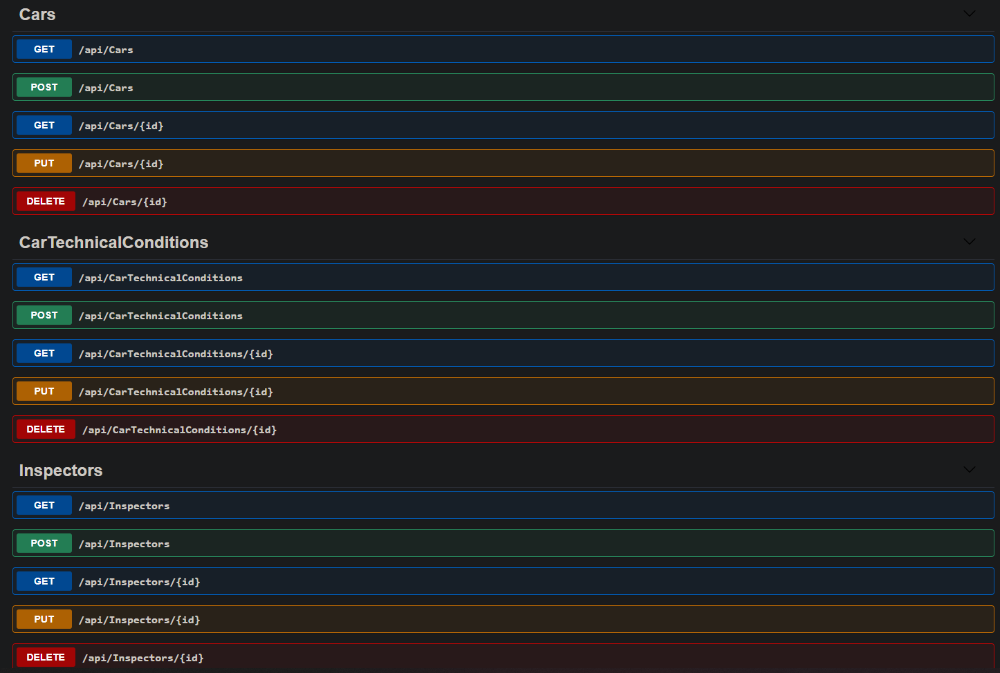 Cars
GET /api/Cars
POST /api/Cars
GET /api/Cars/{id}
PUT /api/Cars/{id}
DELETE /api/Cars/{id}
CarTechnicalConditions
GET /api/CarTechnicalConditions
POST /api/CarTechnicalConditions
GET /api/CarTechnicalConditions/{id}
PUT /api/CarTechnicalConditions/{id}
DELETE /api/CarTechnicalConditions/{id}
Inspectors
GET /api/Inspectors
POST /api/Inspectors
GET /api/Inspectors/{id}
PUT /api/Inspectors/{id}
DELETE /api/Inspectors/{id}